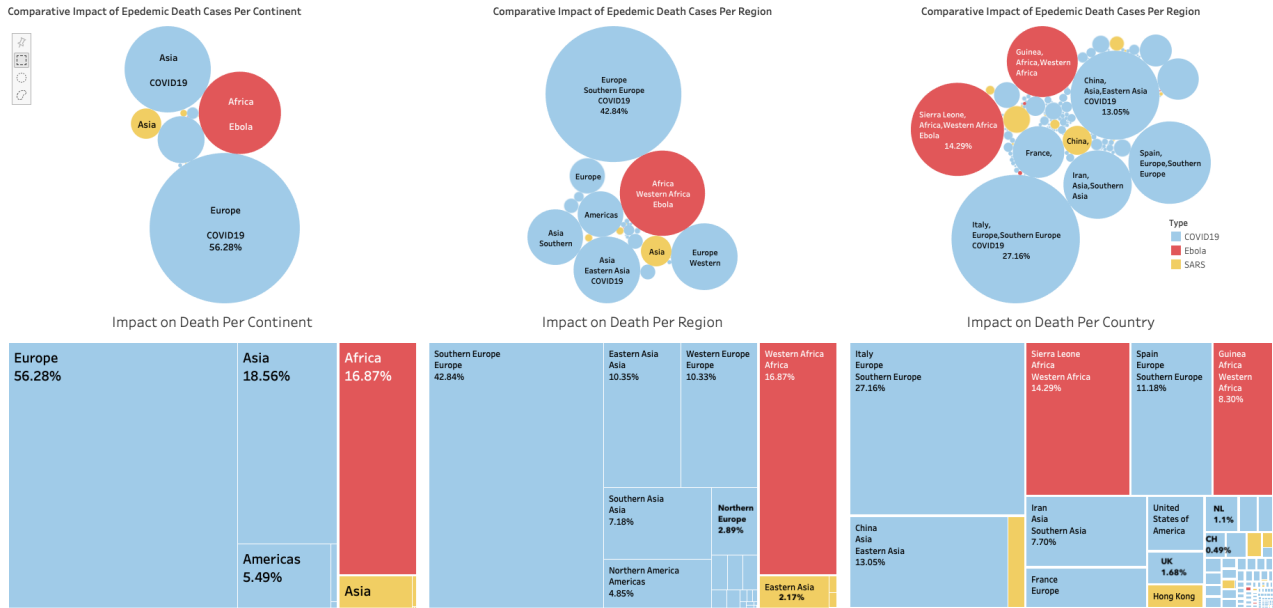 Comparative Impact of Epedemic Death Cases Per Continent
Asia
COVID19
Africa
Ebola
Asia
Europe
COVID19
56.28%
Comparative Impact of Epedemic Death Cases Per Region
Europe
Southern Europe
COVID19
42.84%
Europe
Africa
Western Africa
Ebola
Americas
Asia
Southern
Asia
Europe
Western
Asia
Eastern Asia
COVID19
Comparative Impact of Epedemic Death Cases Per Region
Guinea,
Africa,Western
Africa
China,
Asia,Eastern Asia
COVID19
13.05%
Sierra Leone,
Africa,Western Africa
Ebola
14.29%
France,
China,
Spain,
Europe,Southern
Europe
Iran,
Asia,Southern
Asia
Italy,
Europe,Southern Europe
COVID19
27.16%
Type
COVID19
Ebola
SARS
Impact on Death Per Continent
Europe
56.28%
Asia
18.56%
Africa
16.87%
Americas
5.49%
Asia
Impact on Death Per Region
Southern Europe
Europe
42.84%
Eastern Asia
Asia
10.35%
Western Europe
Europe
10.33%
Western Africa
Africa
16.87%
Southern Asia
Asia
7.18%
Northern
Europe
2.89%
Northern America
Americas
4.85%
Eastern Asia
2.17%
Impact on Death Per Country
Italy
Europe
Southern Europe
27.16%
Sierra Leone
Africa
Western Africa
14.29%
Spain
Europe
Southern Europe
11.18%
Guinea
Africa
Western
Africa
8.30%
China
Asia
Eastern Asia
13.05%
Iran
Asia
Southern Asia
7.70%
United
States of
America
NL
1.1%
CH
0.49%
UK
1.68%
France
Europe
Hong Kong